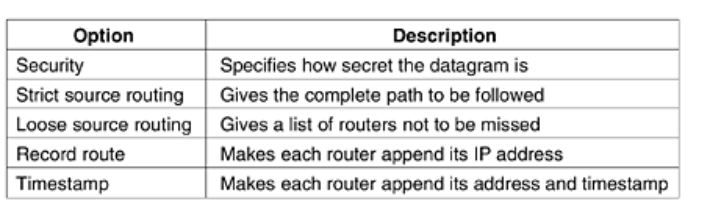 Option Description
Security Specifies how secret the datagram is
Strict source routing Gives the complete path to be followed
Loose source routing Gives a list of routers not to be missed
Record route Makes each router append its IP address
Timestamp Makes each router append its address and timestamp